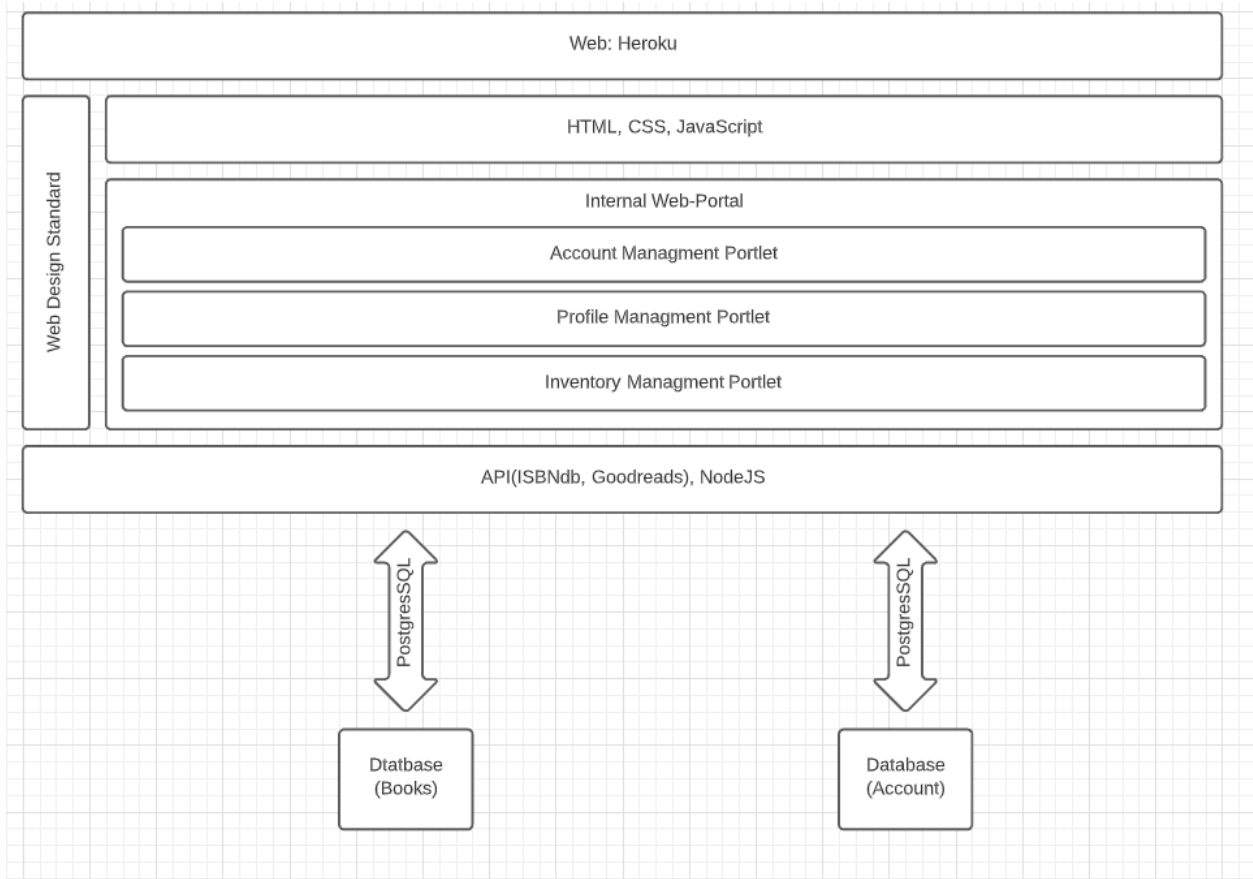 Web: Heroku
Web Design Standard
HTML, CSS, JavaScript
Internal Web-Portal
Account Managment Portlet
Profile Managment Portlet
Inventory Managment Portlet
API(ISBNdb, Goodreads), NodeJS
PostgresSQL
PostgresSQL
Dtatbase
(Books)
Database
(Account)